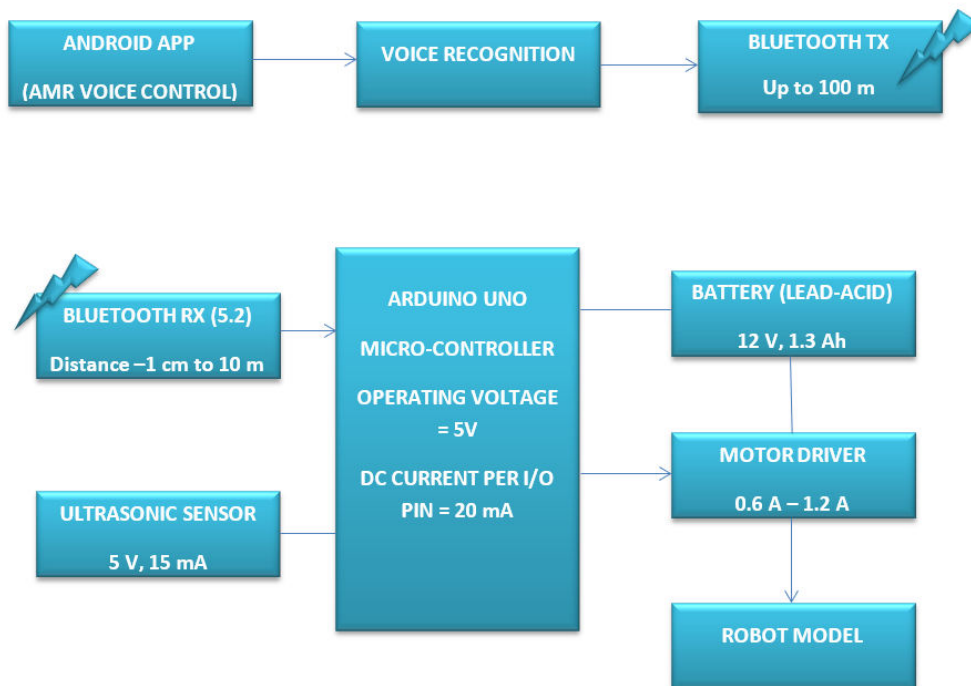 ANDROID APP
(AMR VOICE CONTROL)
VOICE RECOGNITION
BLUETOOTH TX
Up to 100 m
BLUETOOTH RX (5.2)
Distance –1 cm to 10 m
ULTRASONIC SENSOR
5 V, 15 mA
ARDUINO UNO
MICRO-CONTROLLER
OPERATING VOLTAGE
= 5V
DC CURRENT PER I/O
PIN = 20 mA
BATTERY (LEAD-ACID)
12 V, 1.3 Ah
MOTOR DRIVER
0.6 A – 1.2 A
ROBOT MODEL